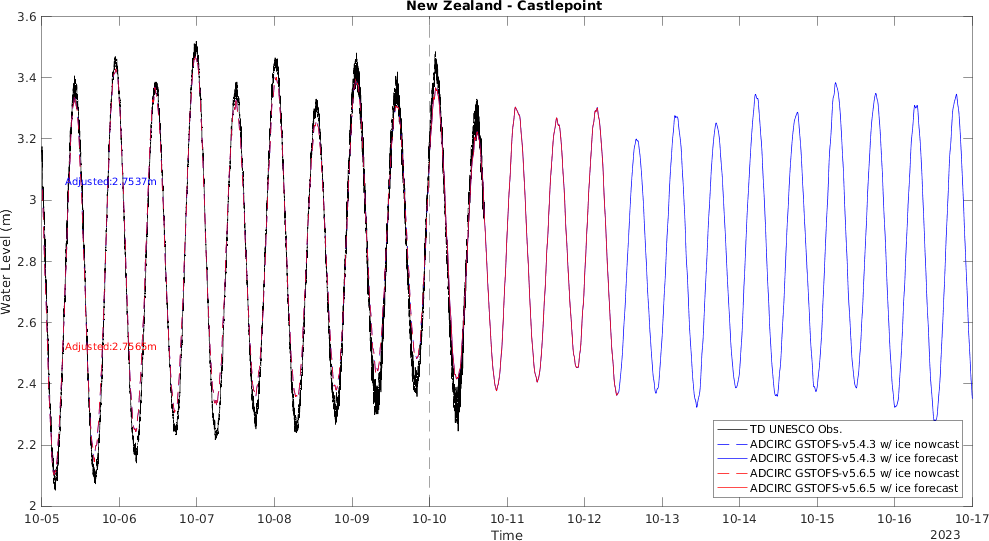 New Zealand - Castlepoint
3.6
3.4
3.2
3
2.8
2.6
2.4
2.2
2
Water Level (m)
Adjusted:2.7537m
Adjusted:2.7565m
TD UNESCO Obs.
ADCIRC GSTOFS-v5.4.3 w/ ice nowcast
ADCIRC GSTOFS-v5.4.3 w/ ice forecast
ADCIRC GSTOFS-v5.6.5 w/ ice nowcast
ADCIRC GSTOFS-v5.6.5 w/ ice forecast
10-05 10-06 10-07 10-08 10-09 10-10 10-11 10-12 10-13 10-14 10-15 10-16 10-17
Time
2023